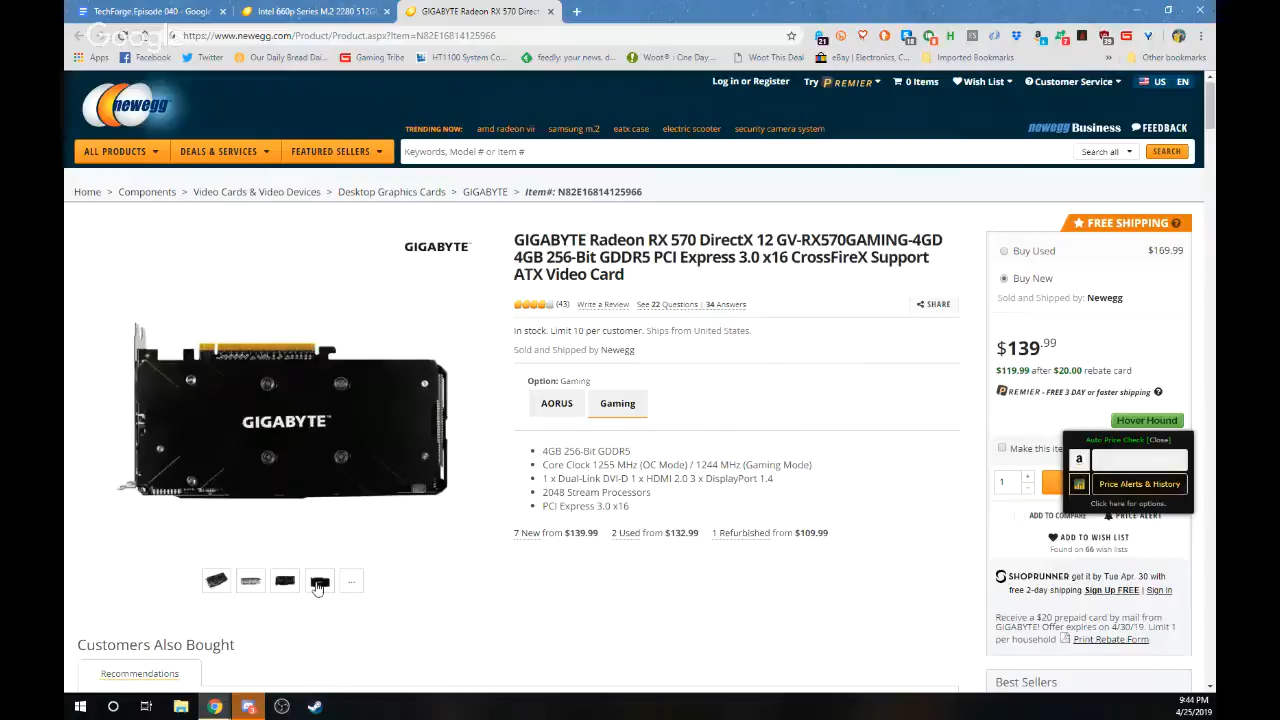 TechForge,Episode 040 - Google
Intel 660p Series M.2 2280 512G
GIGABYTE Radeon RX 570 Direct
Google
https://www.newegg.com/Product/Product.aspx?Item=N82E16814125966
Apps
Facebook
Twitter
Our Daily Bread Dai...
Gaming Tribe
HT1100 System Co...
feedly: your news. d...
Woot® : One Day,...
Woot This Deal
eBay | Electronics, C...
Imported Bookmarks
»
Other bookmarks
newegg
Log in or Register
Try PREMIER
0 Items
Wish List
Customer Service
US EN
TRENDING NOW: amd radeon vii samsung m.2 eatx case electric scooter security camera system
newegg Business
FEEDBACK
ALL PRODUCTS
DEALS & SERVICES
FEATURED SELLERS
Keywords, Model # or Item #
Search all
SEARCH
Home > Components > Video Cards & Video Devices > Desktop Graphics Cards > GIGABYTE > Item#: N82E16814125966
GIGABYTE™
GIGABYTE™
GIGABYTE Radeon RX 570 DirectX 12 GV-RX570GAMING-4GD
4GB 256-Bit GDDR5 PCI Express 3.0 x16 CrossFireX Support
ATX Video Card
(43) Write a Review See 22 Questions | 34 Answers
SHARE
In stock. Limit 10 per customer. Ships from United States.
Sold and Shipped by Newegg
Option: Gaming
AORUS
Gaming
• 4GB 256-Bit GDDR5
• Core Clock 1255 MHz (OC Mode) / 1244 MHz (Gaming Mode)
• 1 x Dual-Link DVI-D 1 x HDMI 2.0 3 x DisplayPort 1.4
• 2048 Stream Processors
• PCI Express 3.0 x16
7 New from $139.99 2 Used from $132.99 1 Refurbished from $109.99
...
FREE SHIPPING
Buy Used $169.99
Buy New
Sold and Shipped by: Newegg
$139.99
$119.99 after $20.00 rebate card
PREMIER - FREE 3 DAY or faster shipping
Hover Hound
Make this ite
Auto Price Check [Close]
a
Price Alerts & History
Click here for options.
1
ADD TO COMPARE
PRICE ALERT
ADD TO WISH LIST
Found on 66 wish lists
SHOPRUNNER get it by Tue Apr. 30 with
free 2-day shipping Sign Up FREE | Sign In
Receive a $20 prepaid card by mail from
GIGABYTE! Offer expires on 4/30/19. Limit 1
per household Print Rebate Form
Customers Also Bought
Recommendations
Best Sellers
9:44 PM
4/25/2019